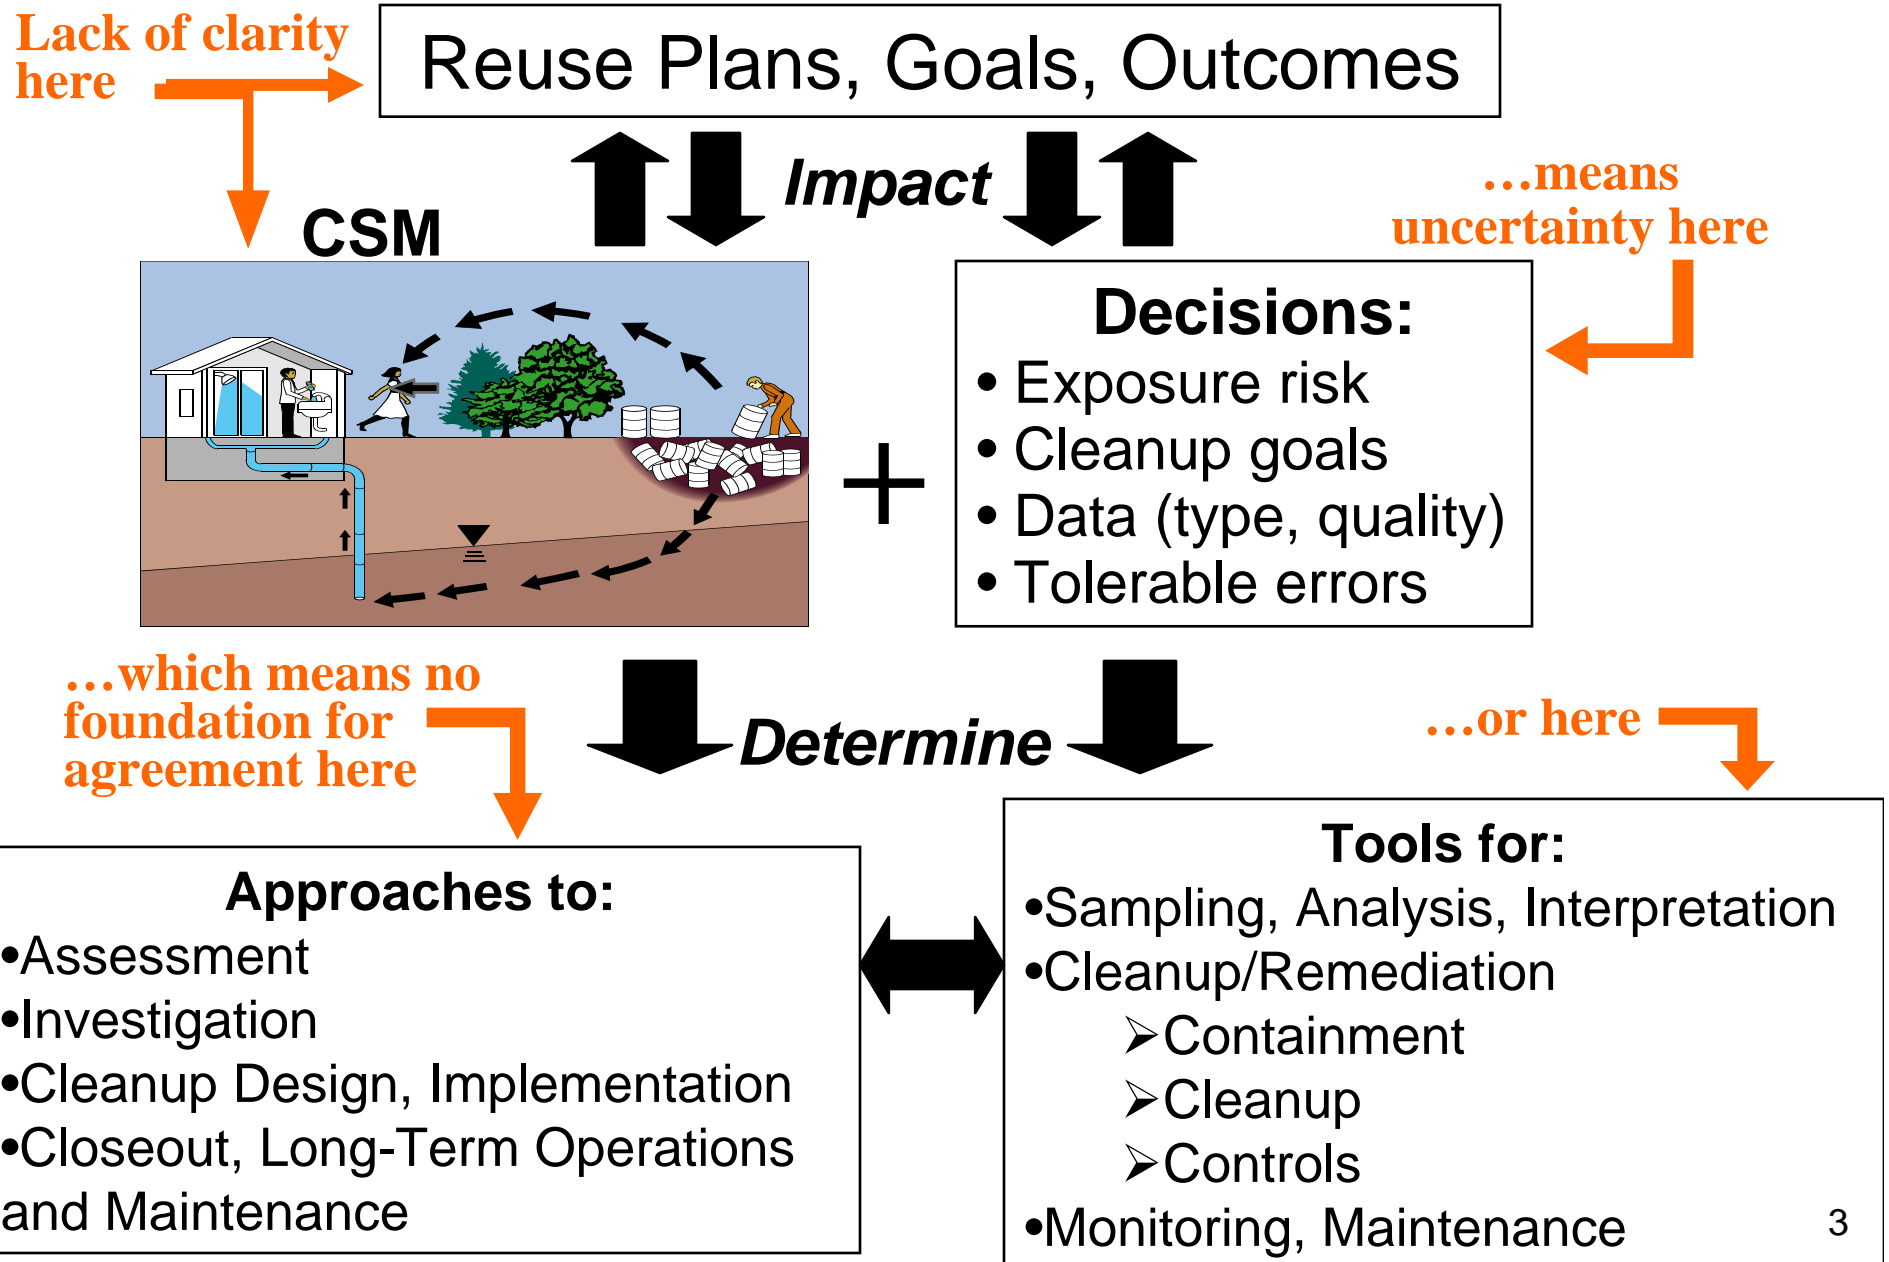 Lack of clarity
here
Reuse Plans, Goals, Outcomes
Impact
…means
uncertainty here
CSM
+
Decisions:
• Exposure risk
• Cleanup goals
• Data (type, quality)
• Tolerable errors
…which means no
foundation for
agreement here
Determine
…or here
Approaches to:
•Assessment
•Investigation
•Cleanup Design, Implementation
•Closeout, Long-Term Operations
and Maintenance
Tools for:
•Sampling, Analysis, Interpretation
•Cleanup/Remediation
➢Containment
➢Cleanup
➢Controls
•Monitoring, Maintenance
3